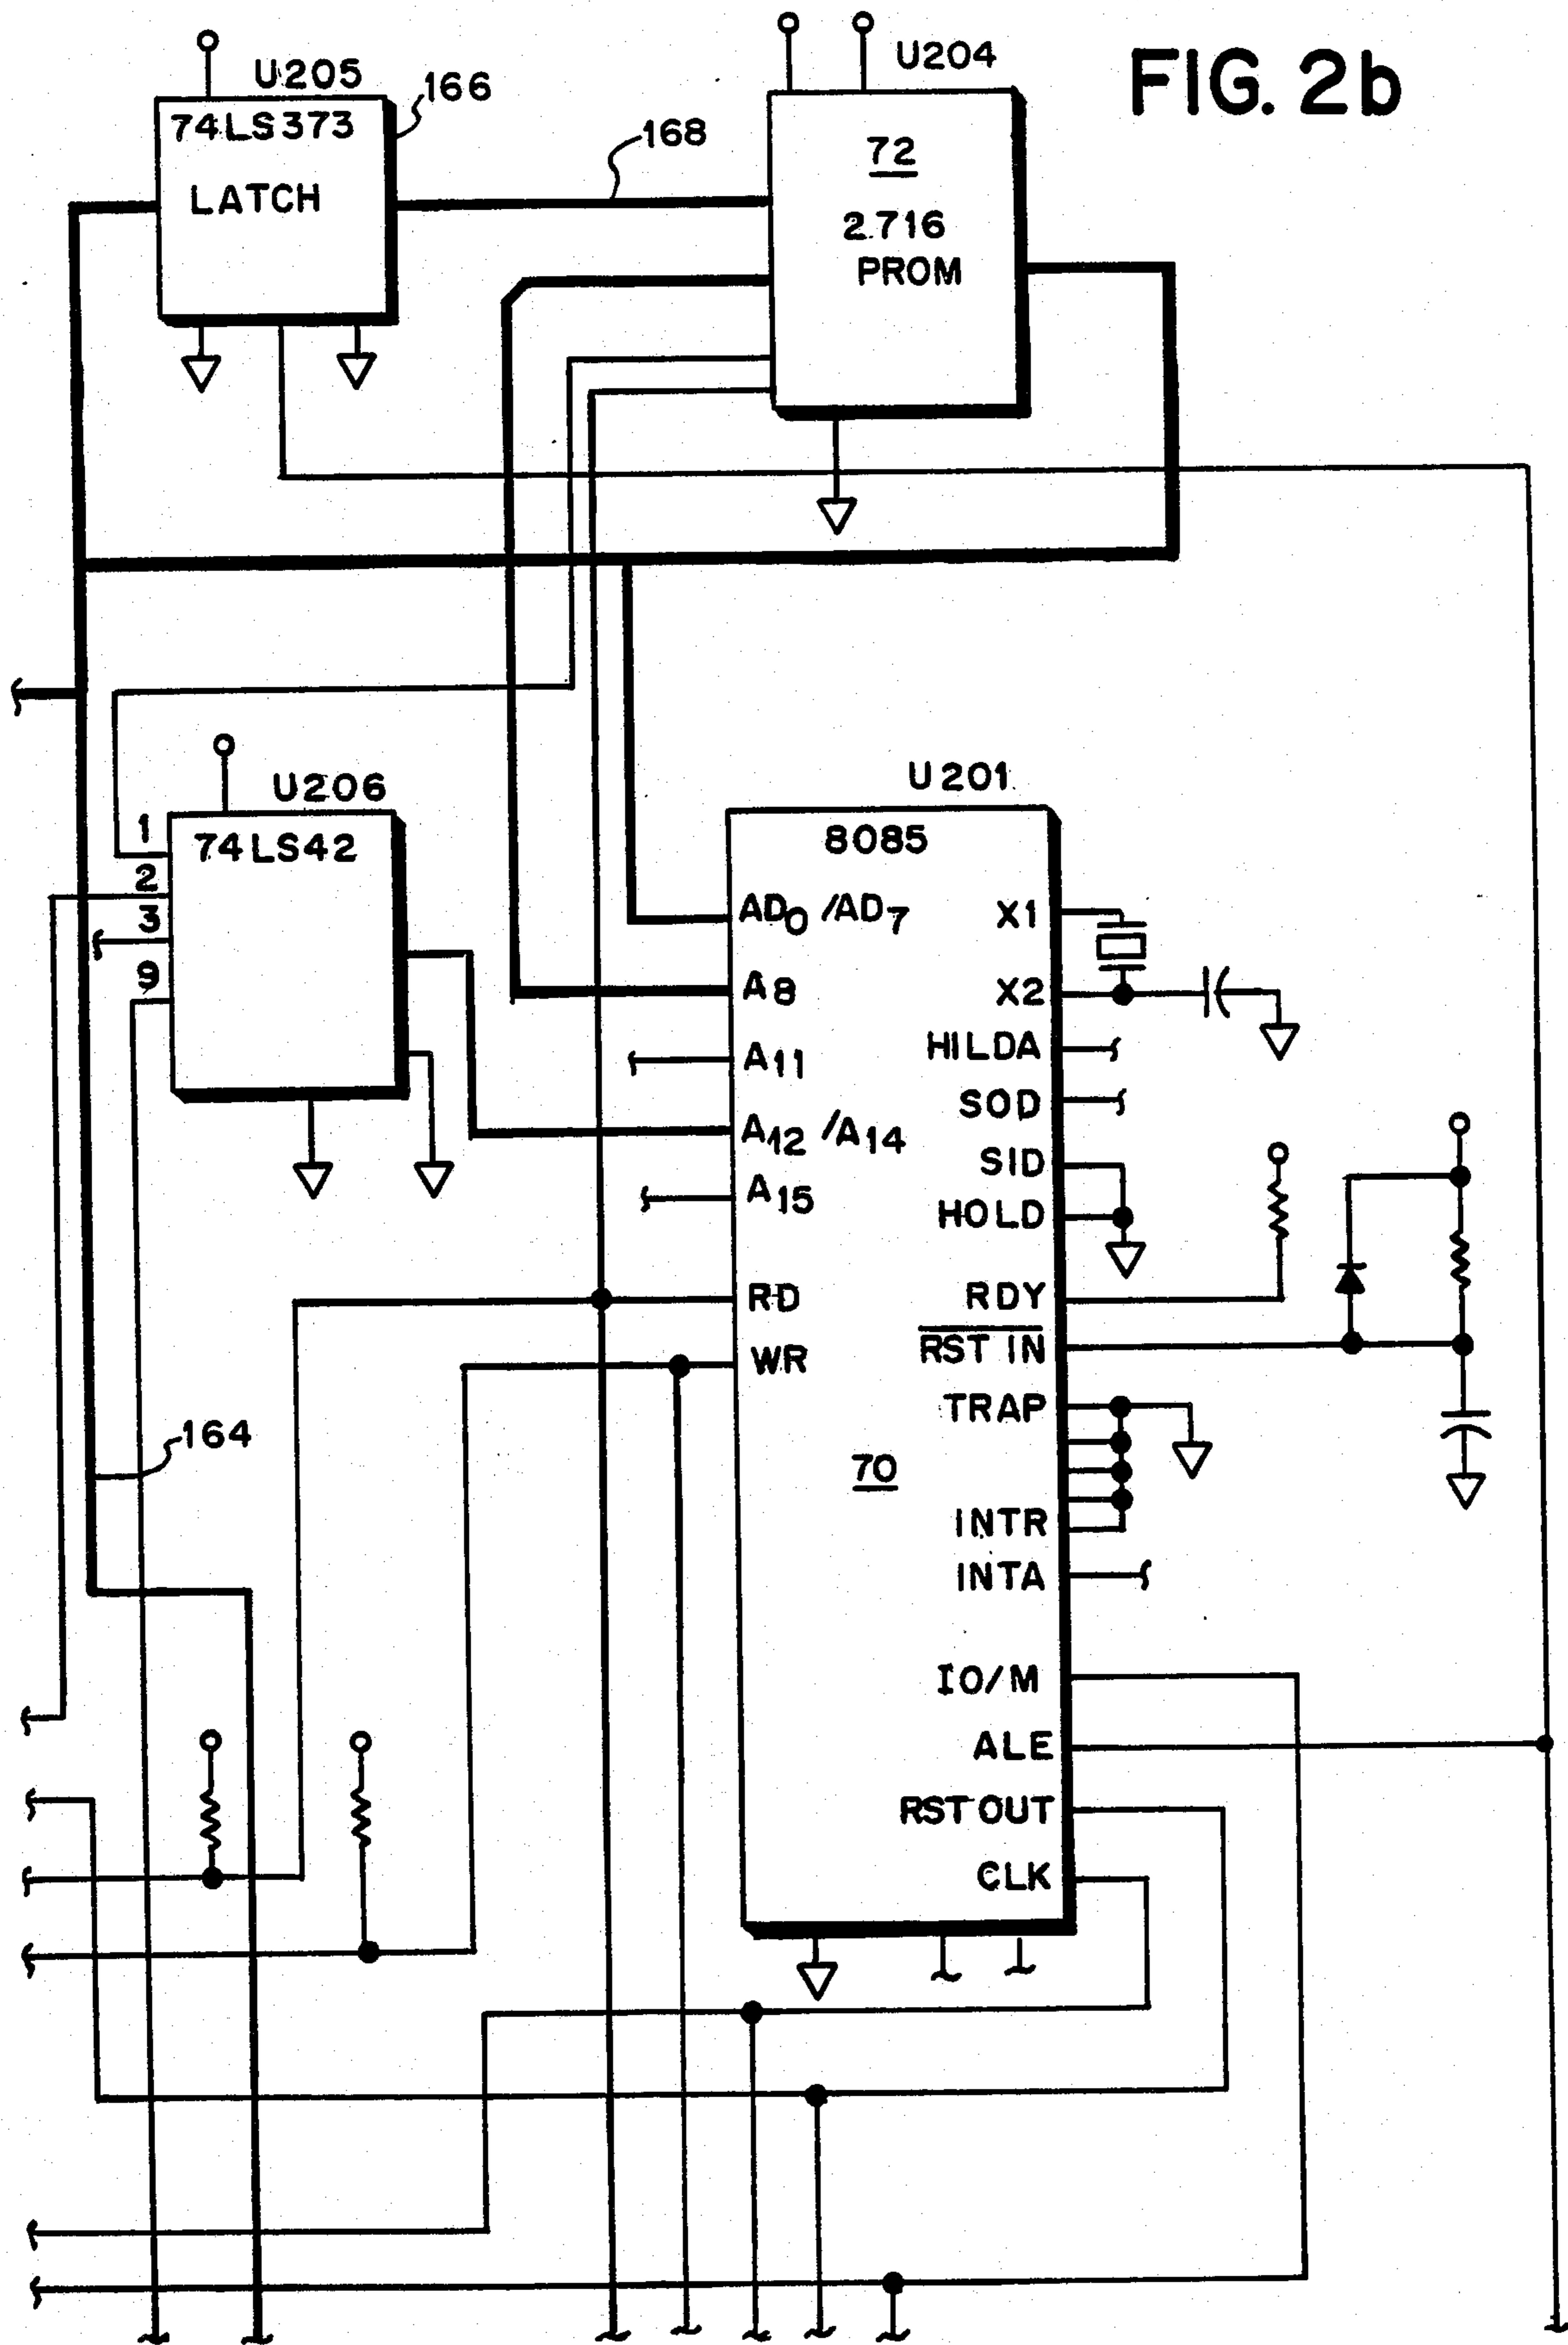 FIG. 2b
U205
166
74LS373
LATCH
168
U204
72
2716
PROM
U206
74LS42
1
2
3
9
U201
8085
AD0/AD7
A8
A11
A12/A14
A15
RD
WR
70
X1
X2
HILDA
SOD
SID
HOLD
RDY
RST IN
TRAP
INTR
INTA
IO/M
ALE
RST OUT
CLK
164